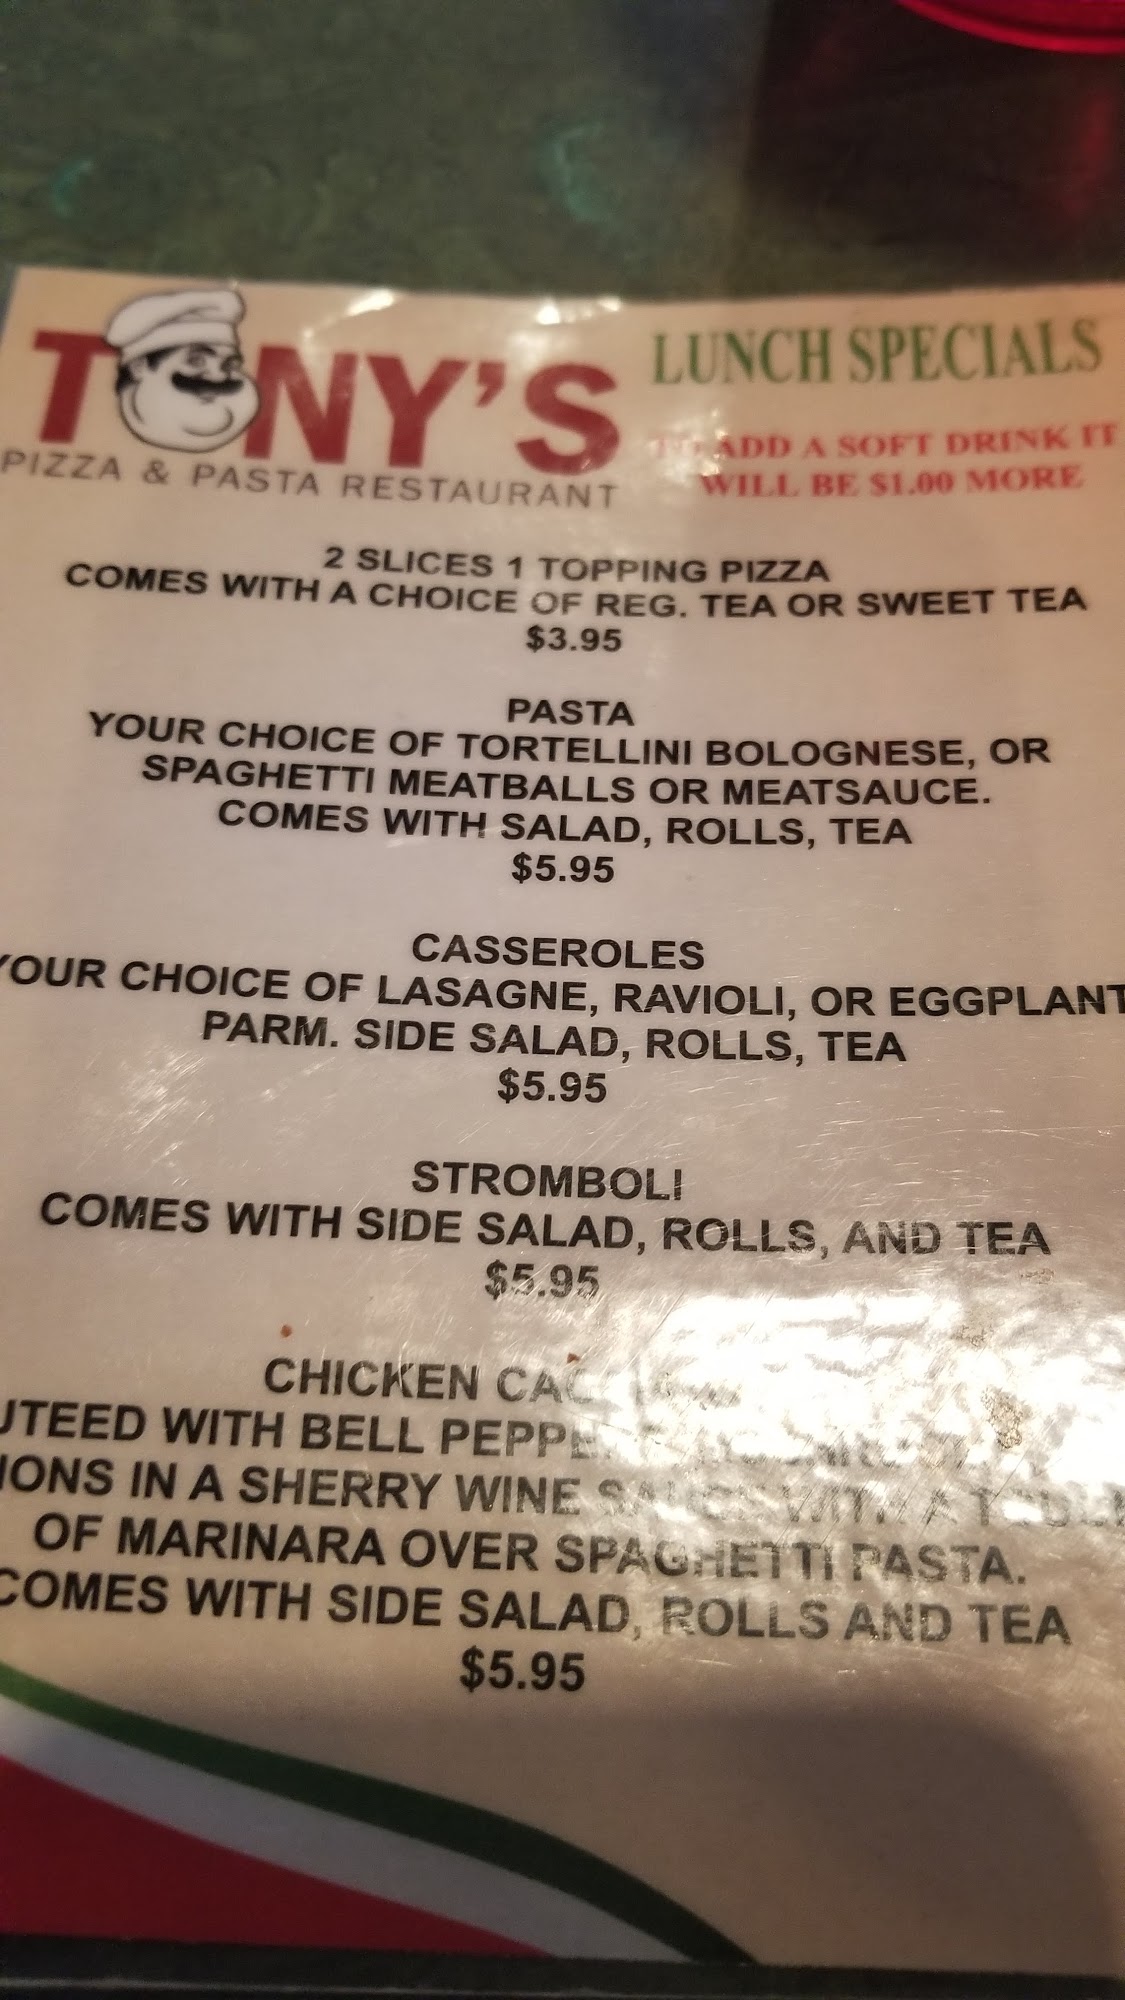 TONY'S
PIZZA & PASTA RESTAURANT
LUNCH SPECIALS
TO ADD A SOFT DRINK IT
WILL BE $1.00 MORE
2 SLICES 1 TOPPING PIZZA
COMES WITH A CHOICE OF REG. TEA OR SWEET TEA
$3.95
PASTA
YOUR CHOICE OF TORTELLINI BOLOGNESE, OR
SPAGHETTI MEATBALLS OR MEATSAUCE.
COMES WITH SALAD, ROLLS, TEA
$5.95
CASSEROLES
YOUR CHOICE OF LASAGNE, RAVIOLI, OR EGGPLANT
PARM. SIDE SALAD, ROLLS, TEA
$5.95
STROMBOLI
COMES WITH SIDE SALAD, ROLLS, AND TEA
$5.95
CHICKEN
UTEED WITH BELL
IONS IN A SHERRY WINE SAUCE WITH A
OF MARINARA OVER SPAGHETTI PASTA.
COMES WITH SIDE SALAD, ROLLS AND TEA
$5.95